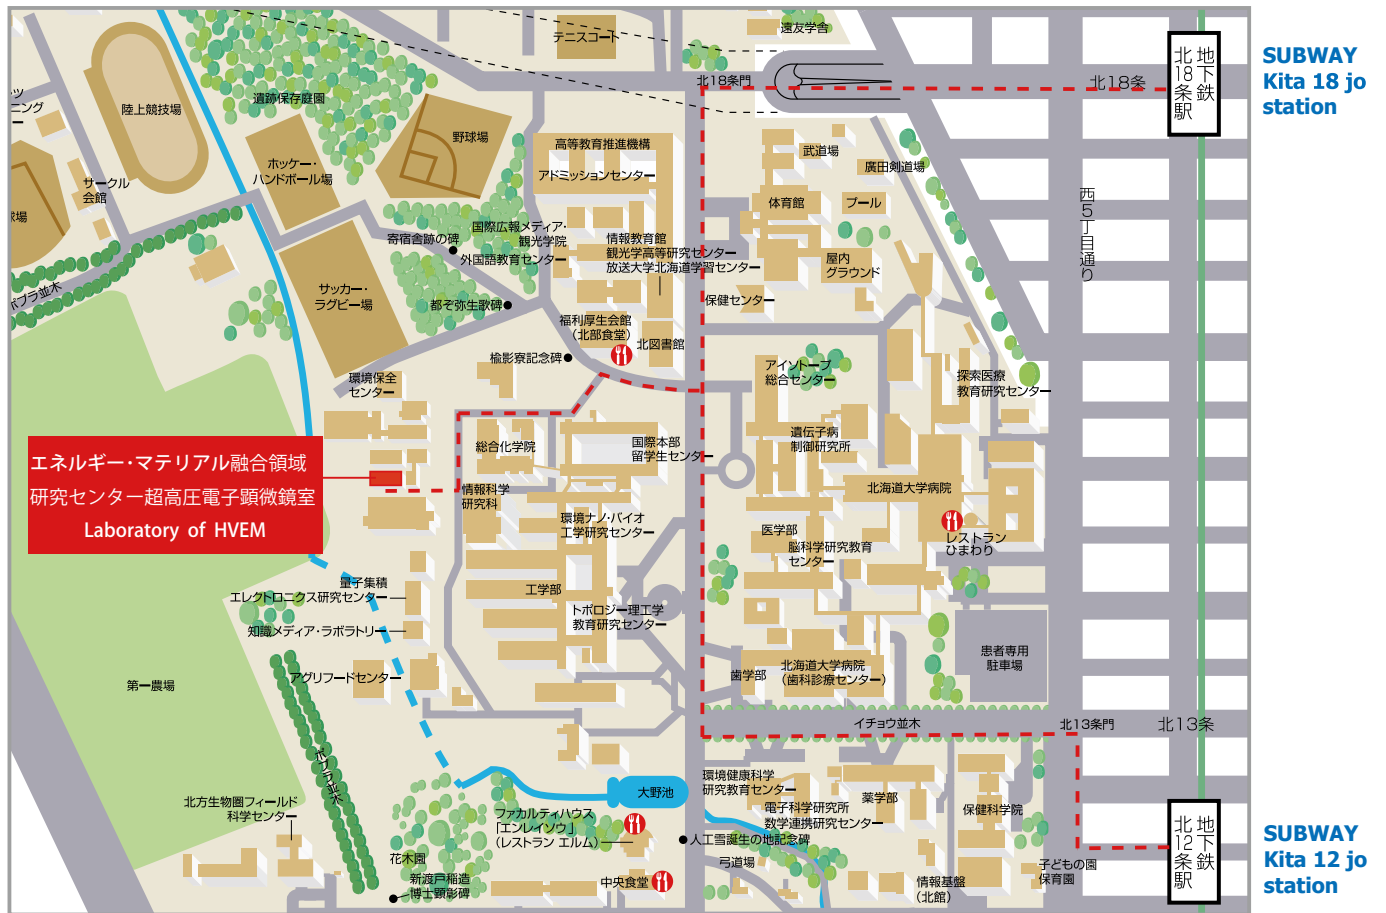 テニスコート
遠友学舎
北18条門
北18条
地下鉄
北18条駅
SUBWAY
Kita 18 jo
station
陸上競技場
遺跡保存庭園
野球場
ホッケー・
ハンドボール場
サークル
会館
高等教育推進機構
アドミッションセンター
武道場
廣田剣道場
体育館
プール
西5丁目通り
国際広報メディア・
観光学院
寄宿舎跡の碑
外国語教育センター
情報教育館
観光学高等研究センター
放送大学北海道学習センター
屋内
グラウンド
ポプラ並木
サッカー・
ラグビー場
都ぞ弥生歌碑
保健センター
福利厚生会館
（北部食堂）
北図書館
楡影寮記念碑
環境保全
センター
アイソトープ
総合センター
探索医療
教育研究センター
総合化学院
国際本部
留学生センター
遺伝子病
制御研究所
エネルギー・マテリアル融合領域
研究センター超高圧電子顕微鏡室
Laboratory of HVEM
情報科学
研究科
北海道大学病院
環境ナノ・バイオ
工学研究センター
医学部
脳科学研究教育
センター
レストラン
ひまわり
量子集積
エレクトロニクス研究センター
工学部
トポロジー理工学
教育研究センター
知識メディア・ラボラトリー
患者専用
駐車場
第一農場
アグリフードセンター
歯学部
北海道大学病院
（歯科診療センター）
イチョウ並木
北13条門
北13条
ポプラ並木
大野池
環境健康科学
研究教育センター
薬学部
電子科学研究所
数学連携研究センター
保健科学院
北方生物圏フィールド
科学センター
ファカルティハウス
「エンレイソウ」
（レストラン エルム）
人工雪誕生の地記念碑
地下鉄
北12条駅
SUBWAY
Kita 12 jo
station
花木園
弓道場
子どもの園
保育園
新渡戸稲造
博士顕彰碑
中央食堂
情報基盤
（北館）